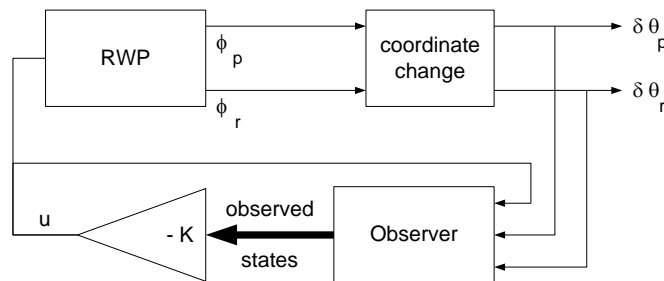 RWP
ϕ p
ϕ r
coordinate
change
δ θ p
δ θ r
u
- K
observed
states
Observer